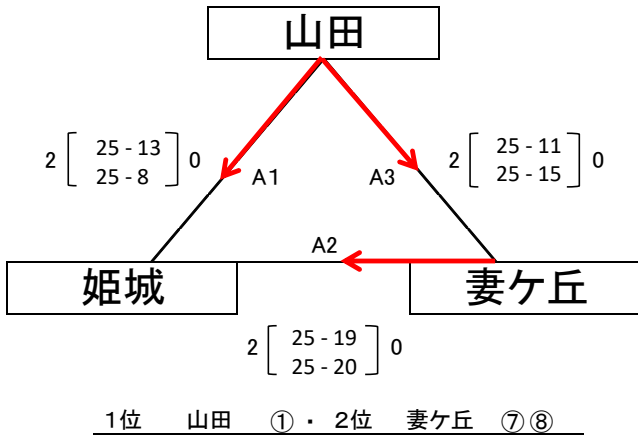 山田
2 [ 25 - 13 ] 0
25 - 8
A1
A3
2 [ 25 - 11 ] 0
25 - 15
A2
姫城
妻ケ丘
2 [ 25 - 19 ] 0
25 - 20
1位 山田 ①・2位 妻ケ丘 ⑦⑧